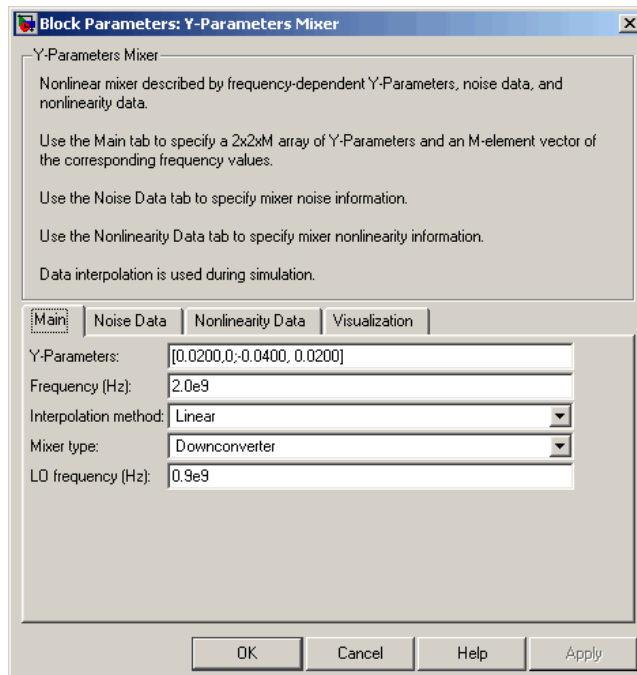 Block Parameters: Y-Parameters Mixer
Y-Parameters Mixer
Nonlinear mixer described by frequency-dependent Y-Parameters, noise data, and
nonlinearity data.
Use the Main tab to specify a 2x2xM array of Y-Parameters and an M-element vector of
the corresponding frequency values.
Use the Noise Data tab to specify mixer noise information.
Use the Nonlinearity Data tab to specify mixer nonlinearity information.
Data interpolation is used during simulation.
Main Noise Data Nonlinearity Data Visualization
Y-Parameters: [0.0200,0;-0.0400, 0.0200]
Frequency (Hz): 2.0e9
Interpolation method: Linear
Mixer type: Downconverter
LO frequency (Hz): 0.9e9
OK Cancel Help Apply